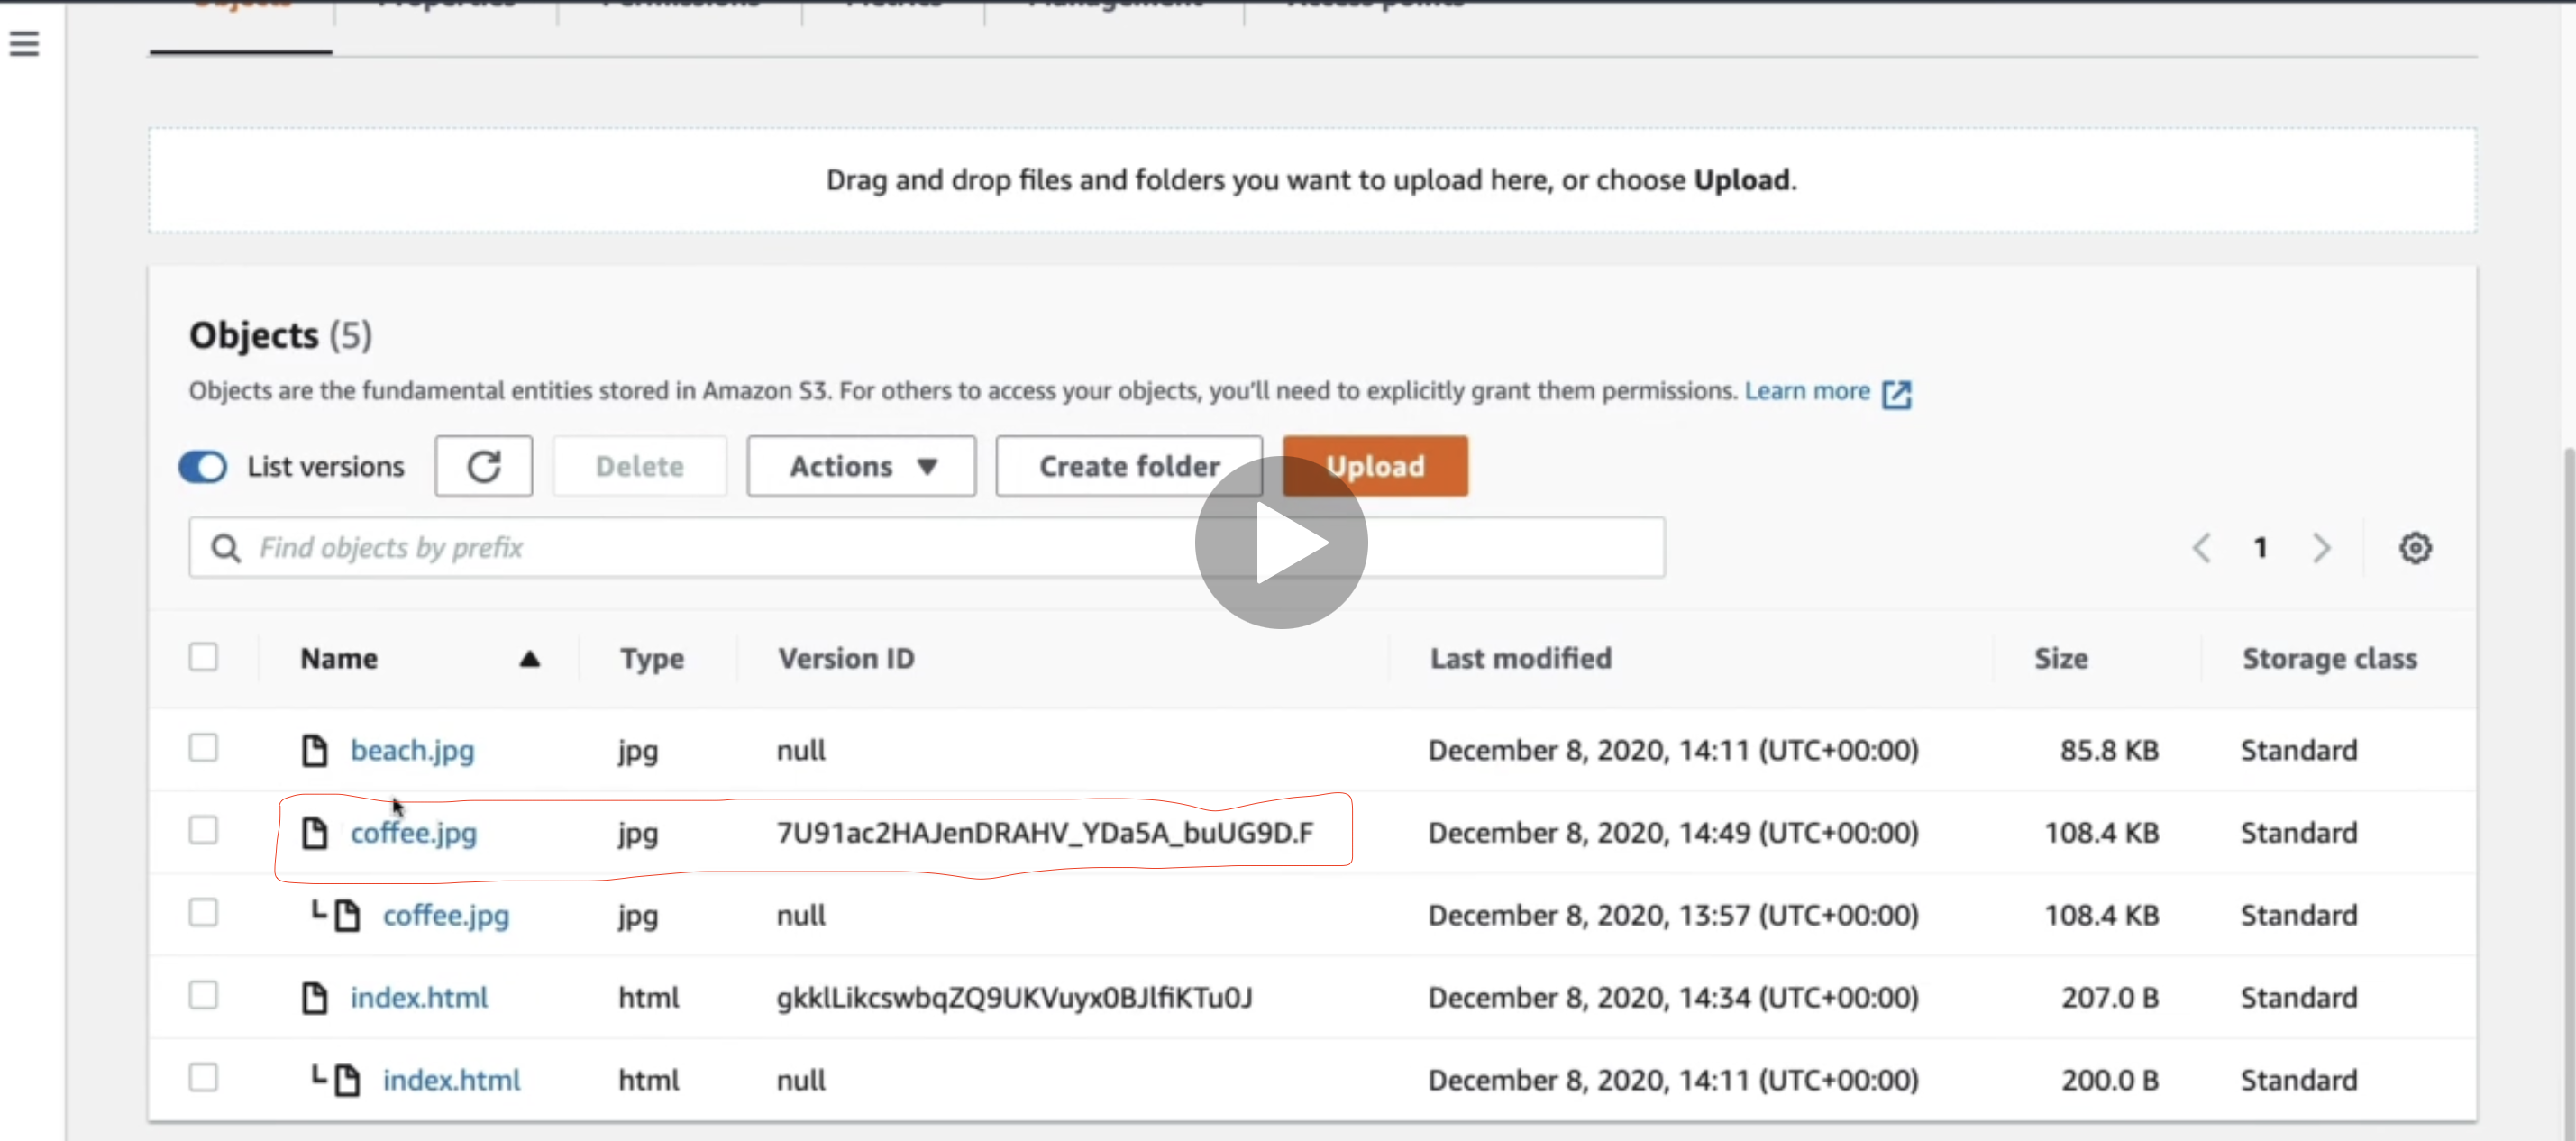 Objects Properties Permissions Metrics Management Access points
Drag and drop files and folders you want to upload here, or choose Upload.
Objects (5)
Objects are the fundamental entities stored in Amazon S3. For others to access your objects, you'll need to explicitly grant them permissions. Learn more
List versions Delete Actions Create folder Upload
Find objects by prefix 1
Name Type Version ID Last modified Size Storage class
beach.jpg jpg null December 8, 2020, 14:11 (UTC+00:00) 85.8 KB Standard
coffee.jpg jpg 7U91ac2HAJenDRAHV_YDa5A_buUG9D.F December 8, 2020, 14:49 (UTC+00:00) 108.4 KB Standard
coffee.jpg jpg null December 8, 2020, 13:57 (UTC+00:00) 108.4 KB Standard
index.html html gkklLikcswbqZQ9UKVuyx0BJlfiKTu0J December 8, 2020, 14:34 (UTC+00:00) 207.0 B Standard
index.html html null December 8, 2020, 14:11 (UTC+00:00) 200.0 B Standard